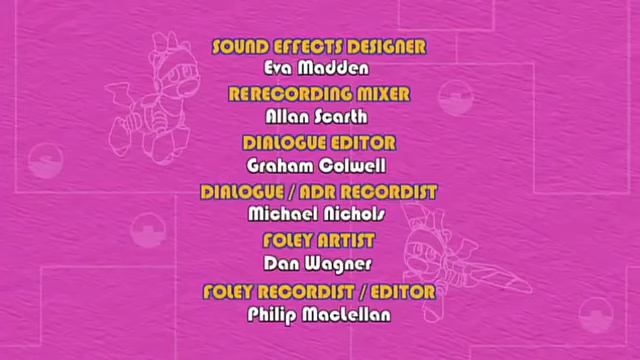 SOUND EFFECTS DESIGNER
Eva Madden
RERECORDING MIXER
Allan Scarth
DIALOGUE EDITOR
Graham Colwell
DIALOGUE / ADR RECORDIST
Michael Nichols
FOLEY ARTIST
Dan Wagner
FOLEY RECORDIST / EDITOR
Philip MacLellan